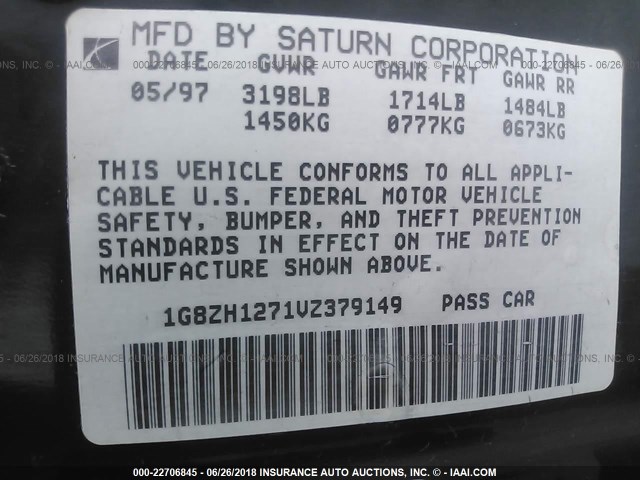 MFD BY SATURN CORPORATION
DATE GVWR GAWR FRT GAWR RR
05/97 3198LB 1714LB 1484LB
1450KG 0777KG 0673KG
THIS VEHICLE CONFORMS TO ALL APPLI-
CABLE U.S. FEDERAL MOTOR VEHICLE
SAFETY, BUMPER, AND THEFT PREVENTION
STANDARDS IN EFFECT ON THE DATE OF
MANUFACTURE SHOWN ABOVE.
1G8ZH1271VZ379149 PASS CAR
000-22706845 - 06/26/2018 INSURANCE AUTO AUCTIONS, INC. - © - IAAI.COM